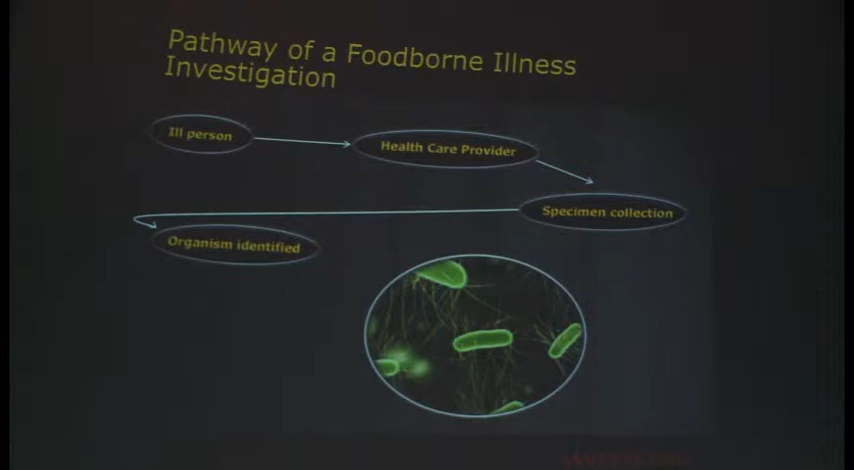 Pathway of a Foodborne Illness
Investigation
Ill person
Health Care Provider
Specimen collection
Organism identified